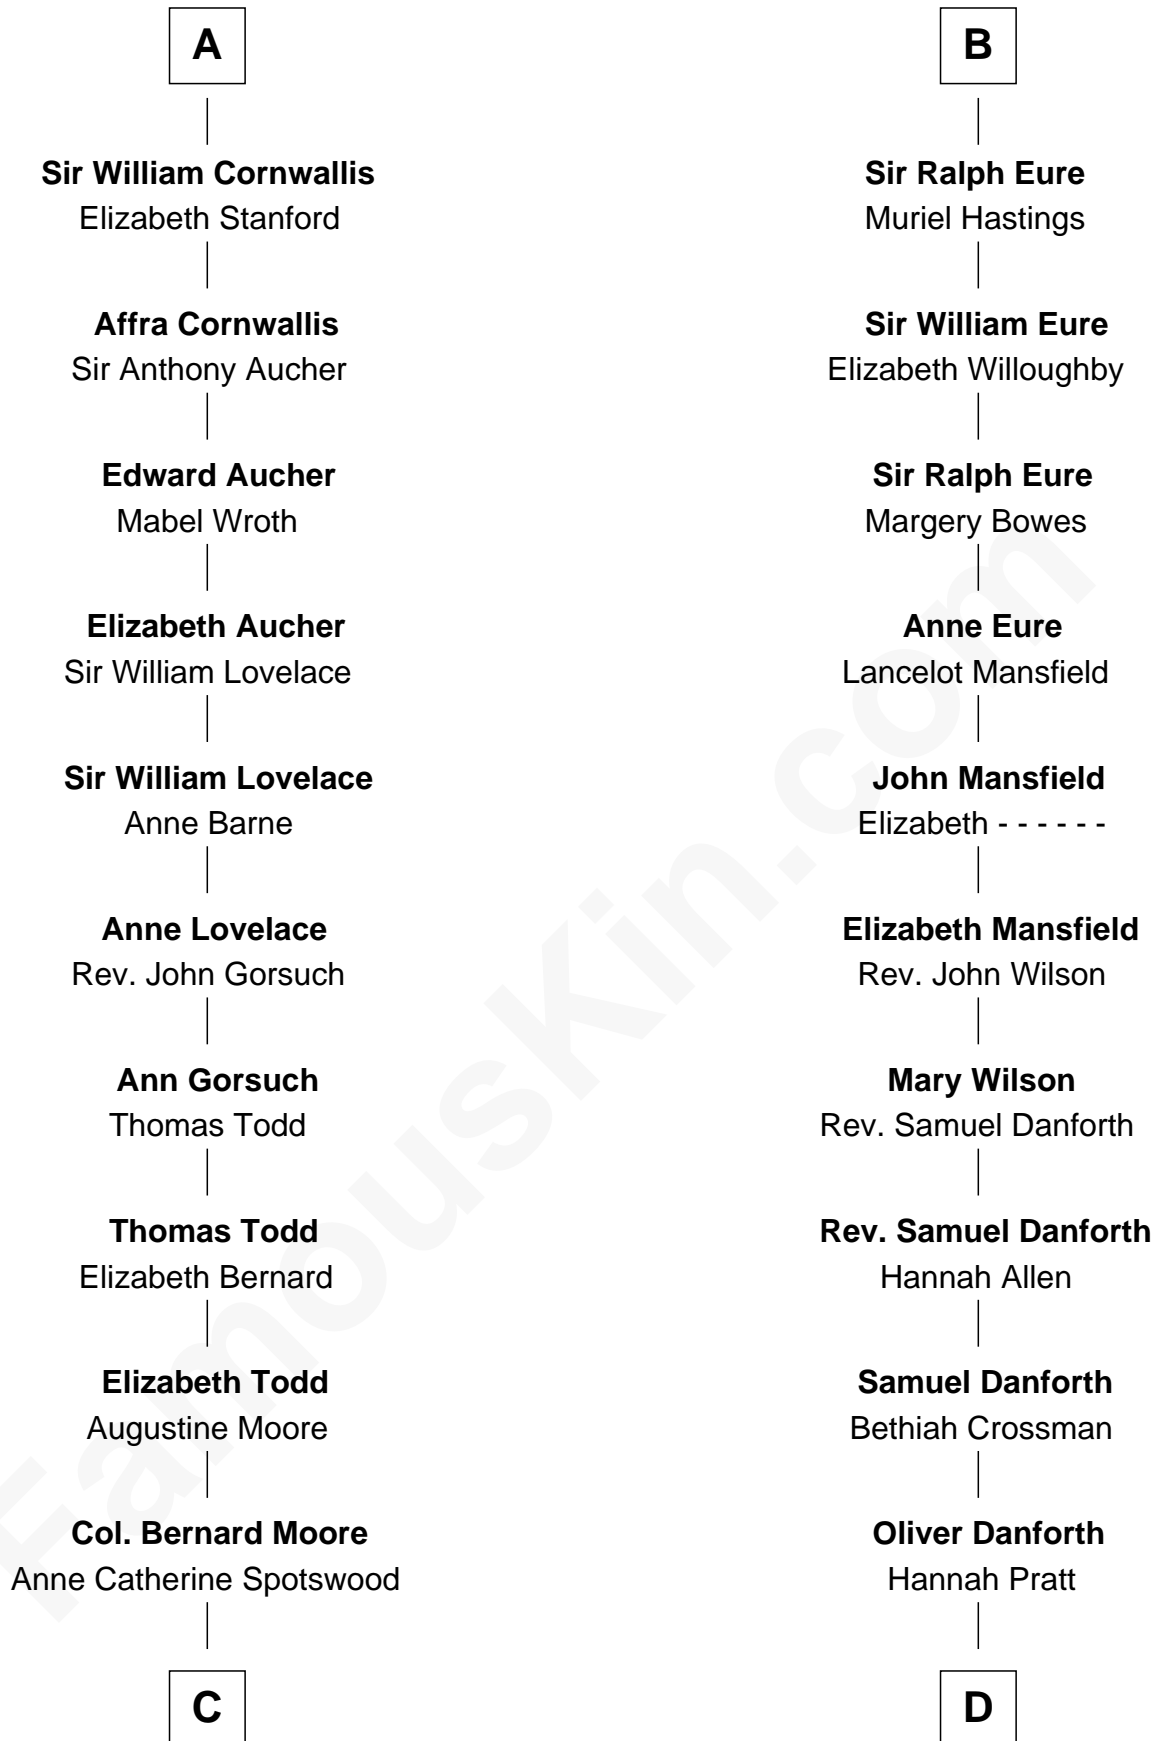 A
Sir William Cornwallis
Elizabeth Stanford
Affra Cornwallis
Sir Anthony Aucher
Edward Aucher
Mabel Wroth
Elizabeth Aucher
Sir William Lovelace
Sir William Lovelace
Anne Barne
Anne Lovelace
Rev. John Gorsuch
Ann Gorsuch
Thomas Todd
Thomas Todd
Elizabeth Bernard
Elizabeth Todd
Augustine Moore
Col. Bernard Moore
Anne Catherine Spotswood
C
B
Sir Ralph Eure
Muriel Hastings
Sir William Eure
Elizabeth Willoughby
Sir Ralph Eure
Margery Bowes
Anne Eure
Lancelot Mansfield
John Mansfield
Elizabeth - - - - - -
Elizabeth Mansfield
Rev. John Wilson
Mary Wilson
Rev. Samuel Danforth
Rev. Samuel Danforth
Hannah Allen
Samuel Danforth
Bethiah Crossman
Oliver Danforth
Hannah Pratt
D
FamousKin.com